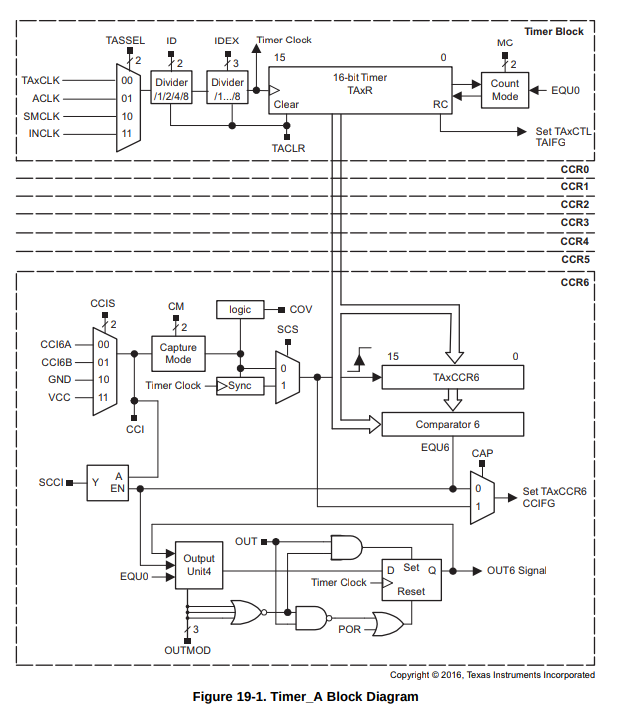 Timer Block
TASSEL
ID
IDEX
Timer Clock
MC
2
2
3
15
0
2
TAxCLK
ACLK
SMCLK
INCLK
00
01
10
11
Divider
/1/2/4/8
Divider
/1.../8
16-bit Timer
TAxR
Clear
RC
Count
Mode
EQU0
Set TAxCTL
TAIFG
TACLR
CCR0
CCR1
CCR2
CCR3
CCR4
CCR5
CCR6
CCIS
2
CM
2
logic
COV
SCS
CCI6A
CCI6B
GND
VCC
00
01
10
11
Capture
Mode
Timer Clock
Sync
0
1
15
0
TAxCCR6
Comparator 6
CCI
EQU6
CAP
SCCI
Y
A
EN
0
1
Set TAxCCR6
CCIFG
OUT
Output
Unit4
EQU0
D
Set
Q
OUT6 Signal
Timer Clock
Reset
POR
3
OUTMOD
Copyright © 2016, Texas Instruments Incorporated
Figure 19-1. Timer_A Block Diagram